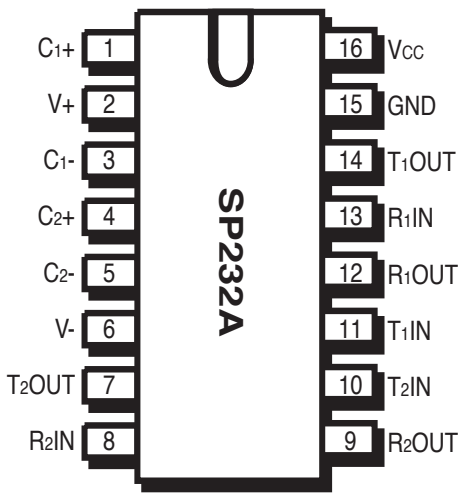 C1+ 1 16 VCC
V+ 2 15 GND
C1- 3 14 T1OUT
C2+ 4 13 R1IN
C2- 5 12 R1OUT
V- 6 11 T1IN
T2OUT 7 10 T2IN
R2IN 8 9 R2OUT
SP232A